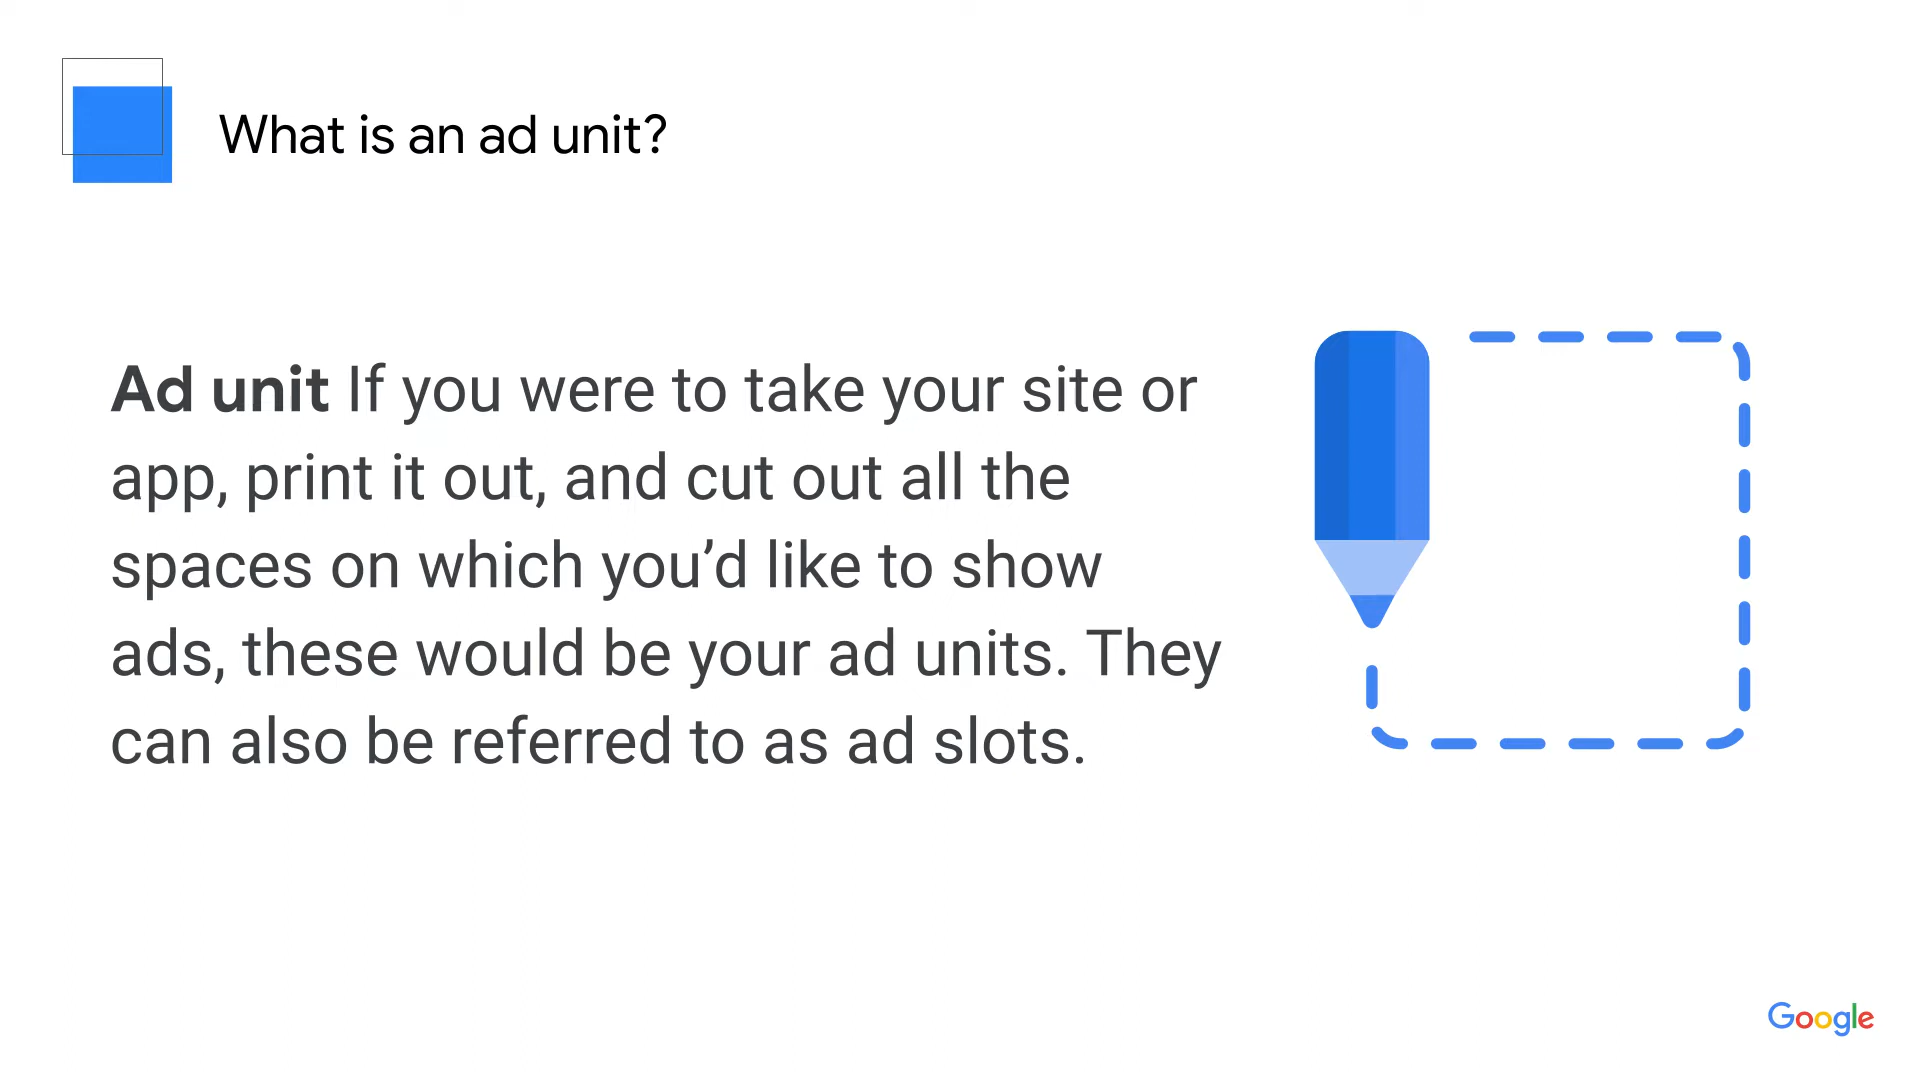 What is an ad unit?
Ad unit If you were to take your site or
app, print it out, and cut out all the
spaces on which you’d like to show
ads, these would be your ad units. They
can also be referred to as ad slots.
Google